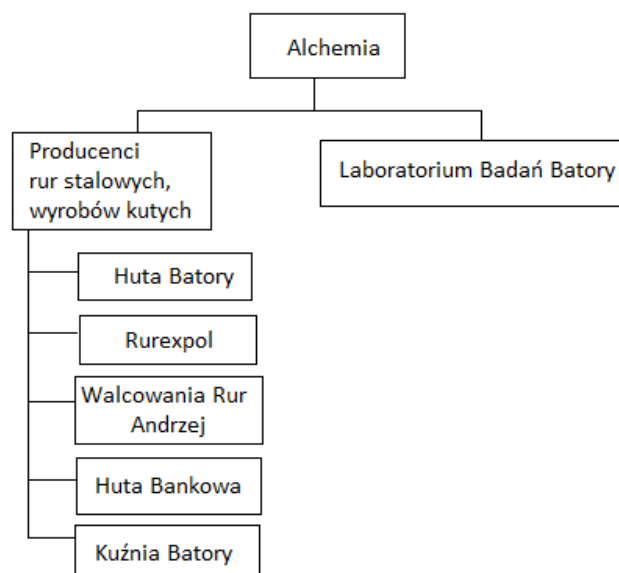 Alchemia
Producenci
rur stalowych,
wyrobów kutych
Laboratorium Badań Batory
Huta Batory
Rurexpol
Walcowania Rur
Andrzej
Huta Bankowa
Kuźnia Batory